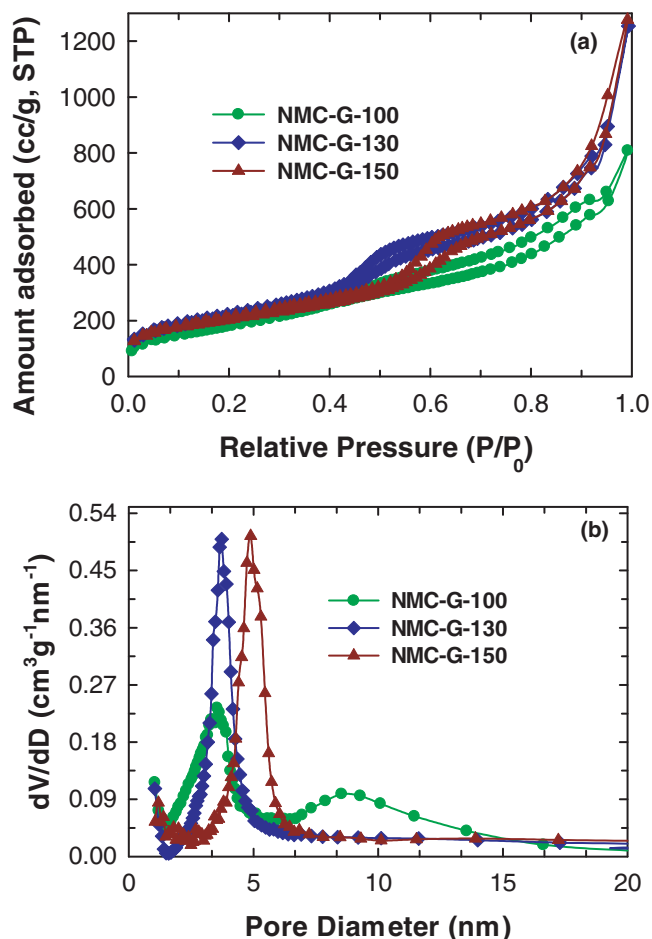 (a)
Amount adsorbed (cc/g, STP)
1200
1000
800
600
400
200
0
NMC-G-100
NMC-G-130
NMC-G-150
0.0 0.2 0.4 0.6 0.8 1.0
Relative Pressure (P/P₀)
(b)
dV/dD (cm³g⁻¹nm⁻¹)
0.54
0.45
0.36
0.27
0.18
0.09
0.00
NMC-G-100
NMC-G-130
NMC-G-150
0 5 10 15 20
Pore Diameter (nm)